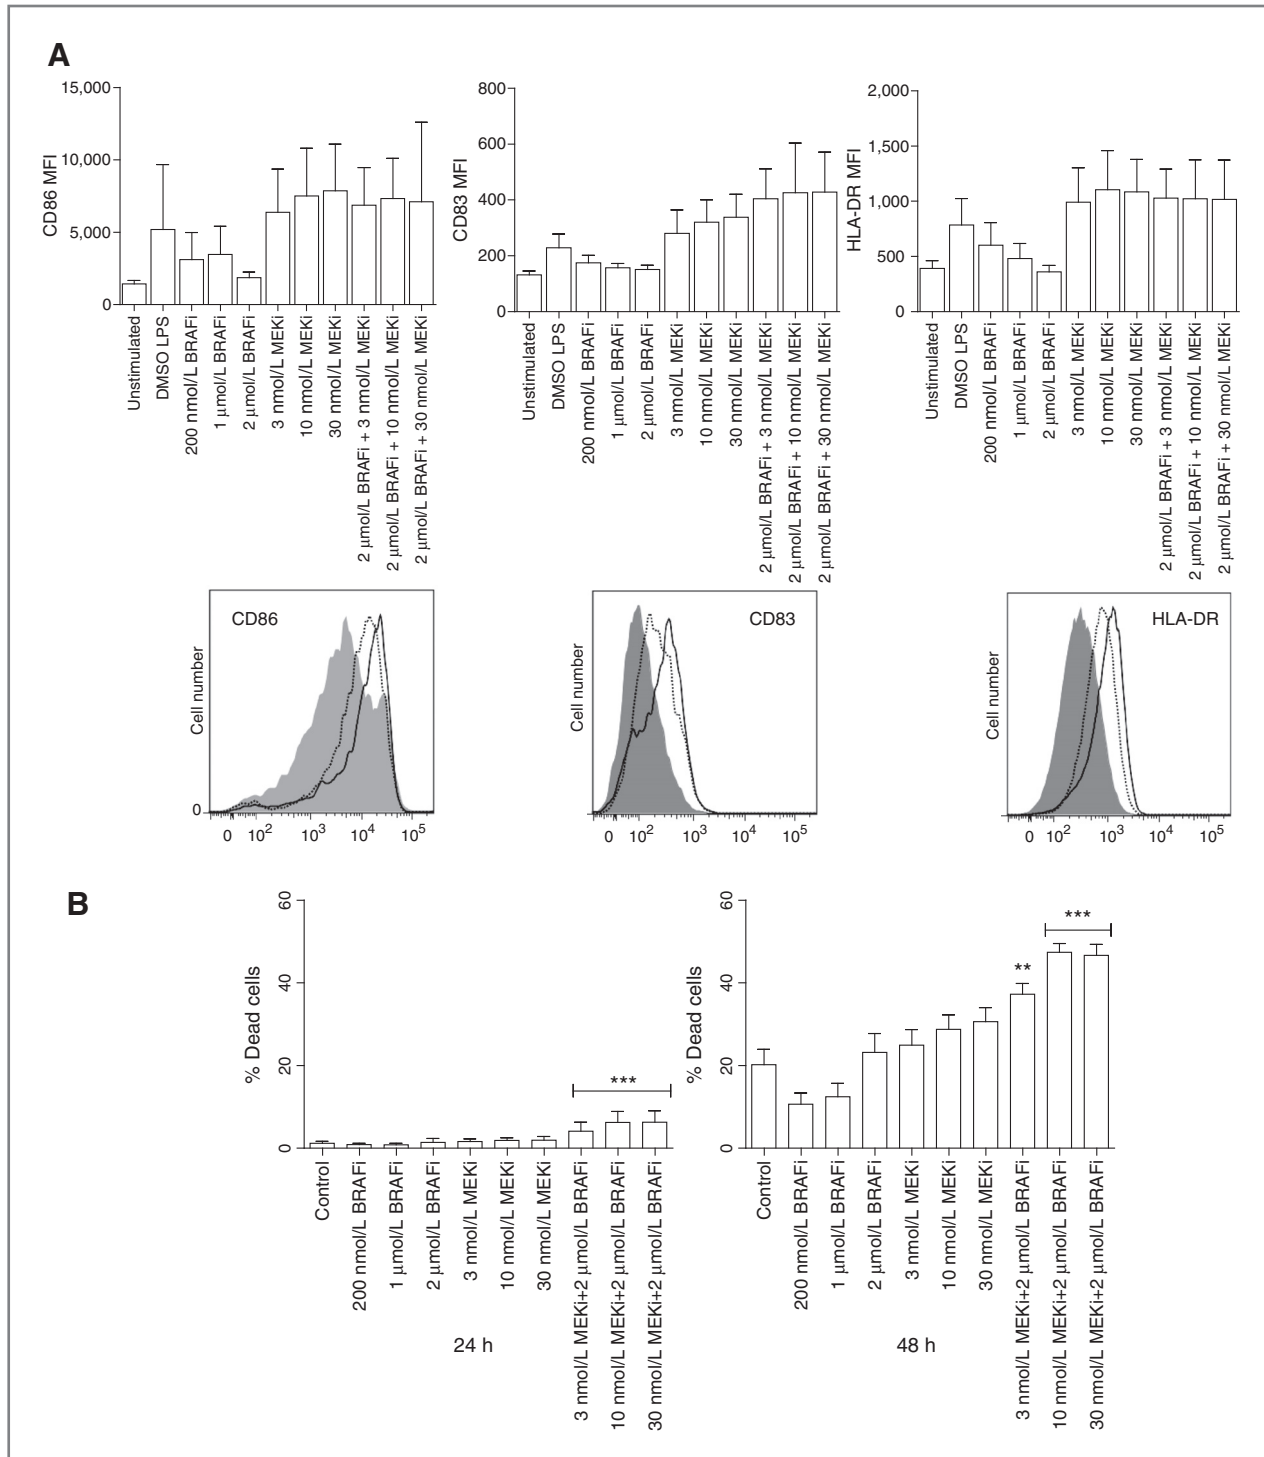 A
CD86 MFI
15,000
10,000
5,000
0
Unstimulated
DMSO LPS
200 nmol/L BRAFi
1 μmol/L BRAFi
2 μmol/L BRAFi
3 nmol/L MEKi
10 nmol/L MEKi
30 nmol/L MEKi
2 μmol/L BRAFi + 3 nmol/L MEKi
2 μmol/L BRAFi + 10 nmol/L MEKi
2 μmol/L BRAFi + 30 nmol/L MEKi
CD83 MFI
800
600
400
200
0
Unstimulated
DMSO LPS
200 nmol/L BRAFi
1 μmol/L BRAFi
2 μmol/L BRAFi
3 nmol/L MEKi
10 nmol/L MEKi
30 nmol/L MEKi
2 μmol/L BRAFi + 3 nmol/L MEKi
2 μmol/L BRAFi + 10 nmol/L MEKi
2 μmol/L BRAFi + 30 nmol/L MEKi
HLA-DR MFI
2,000
1,500
1,000
500
0
Unstimulated
DMSO LPS
200 nmol/L BRAFi
1 μmol/L BRAFi
2 μmol/L BRAFi
3 nmol/L MEKi
10 nmol/L MEKi
30 nmol/L MEKi
2 μmol/L BRAFi + 3 nmol/L MEKi
2 μmol/L BRAFi + 10 nmol/L MEKi
2 μmol/L BRAFi + 30 nmol/L MEKi
CD86
Cell number
0
0 10² 10³ 10⁴ 10⁵
CD83
Cell number
0 10² 10³ 10⁴ 10⁵
HLA-DR
Cell number
0 10² 10³ 10⁴ 10⁵
B
% Dead cells
60
40
20
0
***
Control
200 nmol/L BRAFi
1 μmol/L BRAFi
2 μmol/L BRAFi
3 nmol/L MEKi
10 nmol/L MEKi
30 nmol/L MEKi
3 nmol/L MEKi+2 μmol/L BRAFi
10 nmol/L MEKi+2 μmol/L BRAFi
30 nmol/L MEKi+2 μmol/L BRAFi
24 h
% Dead cells
60
40
20
0
**
***
Control
200 nmol/L BRAFi
1 μmol/L BRAFi
2 μmol/L BRAFi
3 nmol/L MEKi
10 nmol/L MEKi
30 nmol/L MEKi
3 nmol/L MEKi+2 μmol/L BRAFi
10 nmol/L MEKi+2 μmol/L BRAFi
30 nmol/L MEKi+2 μmol/L BRAFi
48 h